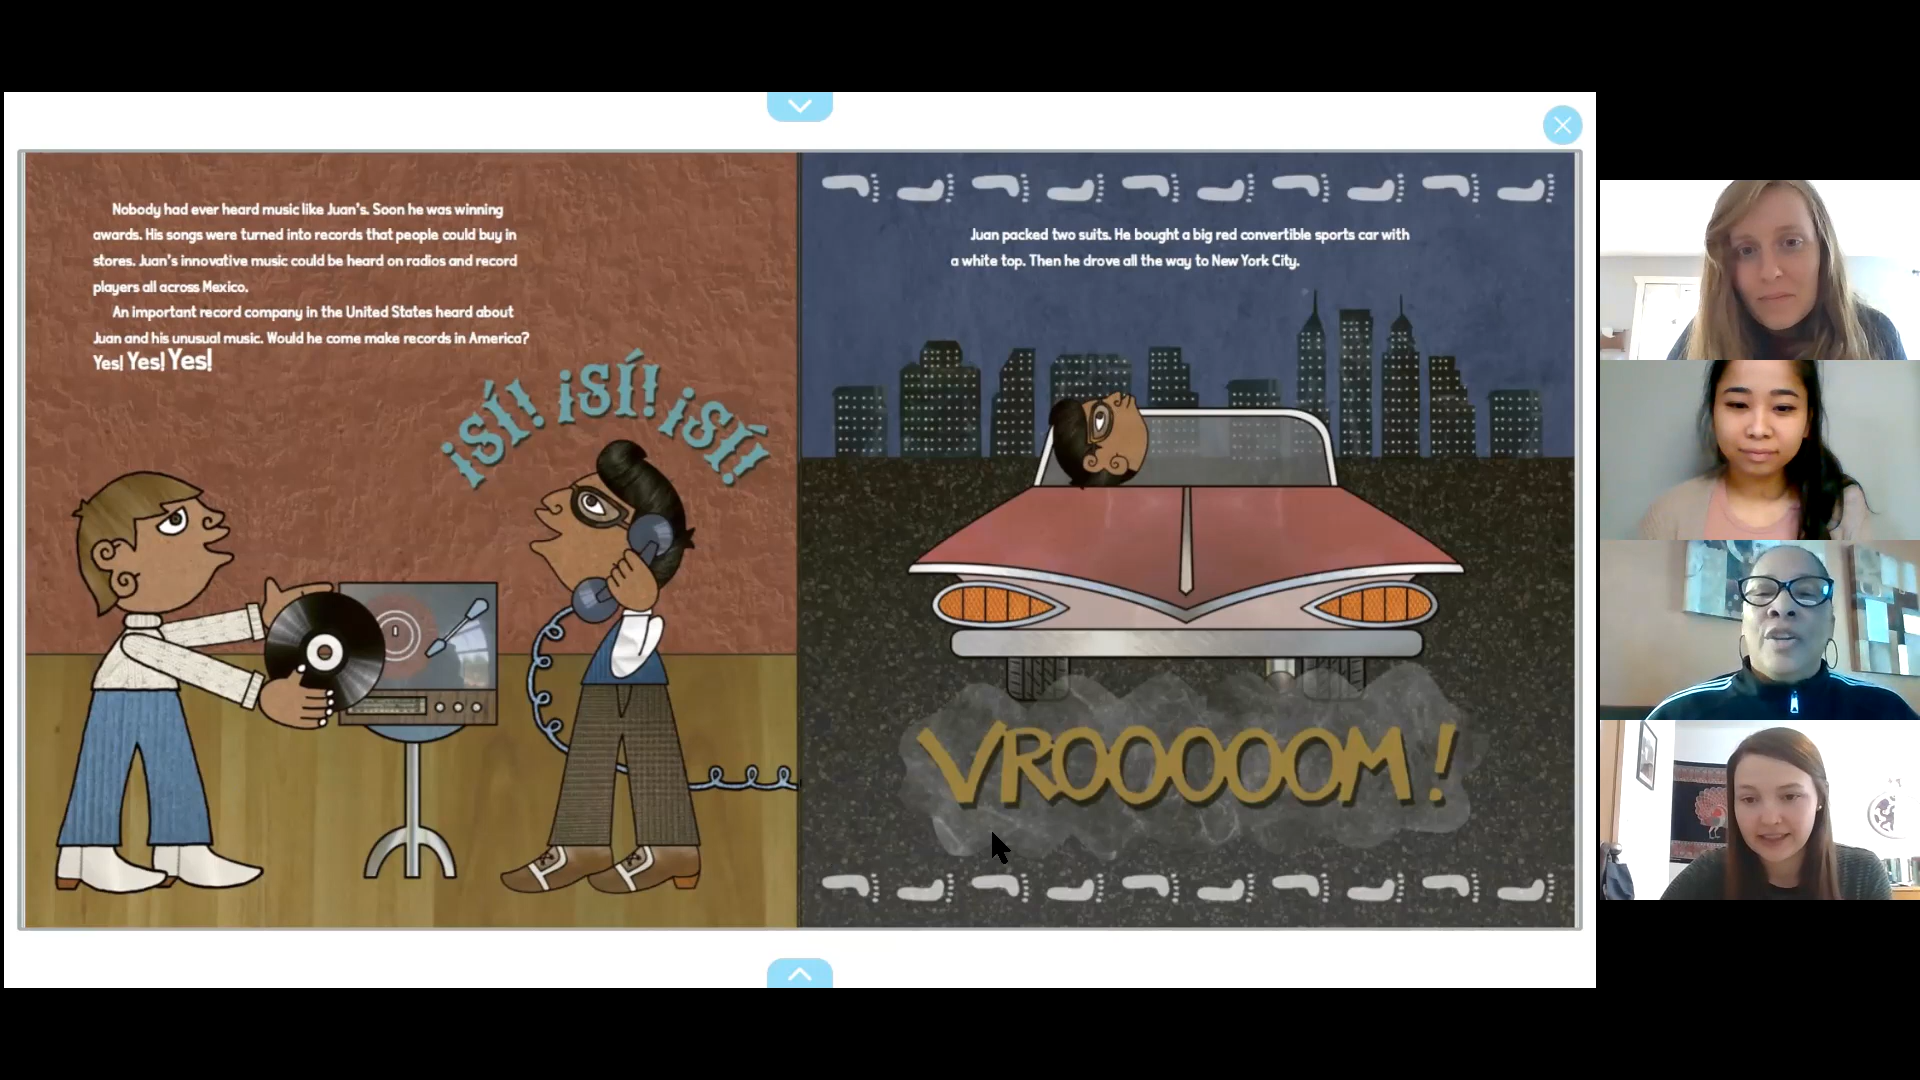 Nobody had ever heard music like Juan's. Soon he was winning
awards. His songs were turned into records that people could buy in
stores. Juan's innovative music could be heard on radios and record
players all across Mexico.
An important record company in the United States heard about
Juan and his unusual music. Would he come make records in America?
Yes! Yes! Yes!
¡SÍ! ¡SÍ! ¡SÍ!
Juan packed two suits. He bought a big red convertible sports car with
a white top. Then he drove all the way to New York City.
VROOOOOM!